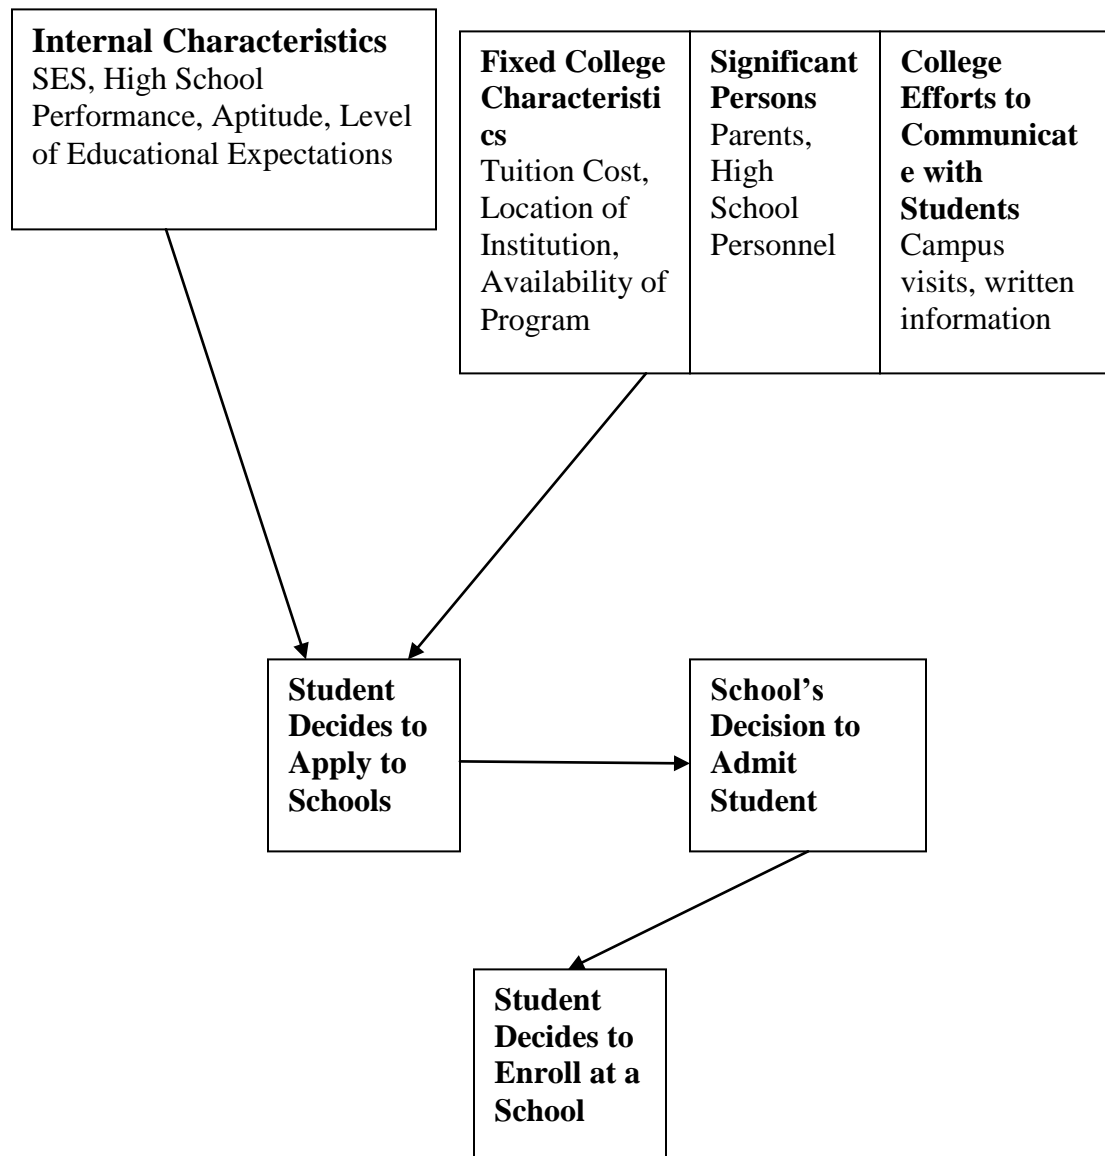 Internal Characteristics
SES, High School
Performance, Aptitude, Level
of Educational Expectations
Fixed College
Characteristi
cs
Tuition Cost,
Location of
Institution,
Availability of
Program
Significant
Persons
Parents,
High
School
Personnel
College
Efforts to
Communicat
e with
Students
Campus
visits, written
information
Student
Decides to
Apply to
Schools
School’s
Decision to
Admit
Student
Student
Decides to
Enroll at a
School